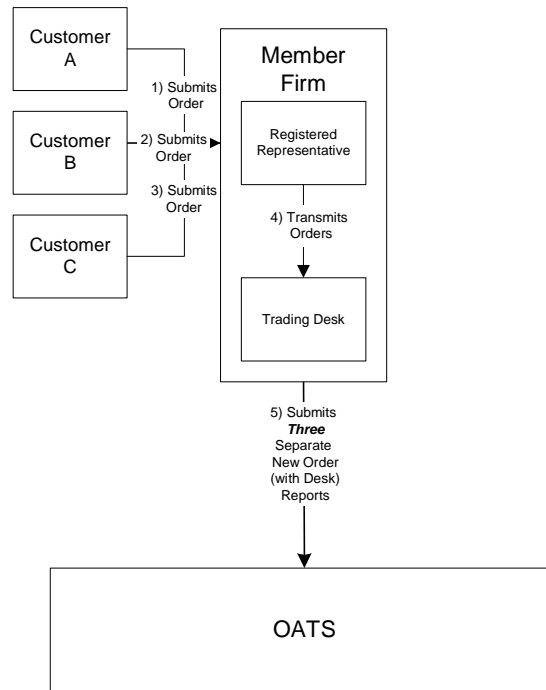 Customer
A
Customer
B
Customer
C
1) Submits
Order
2) Submits
Order
3) Submits
Order
Member
Firm
Registered
Representative
4) Transmits
Orders
Trading Desk
5) Submits
Three
Separate
New Order
(with Desk)
Reports
OATS